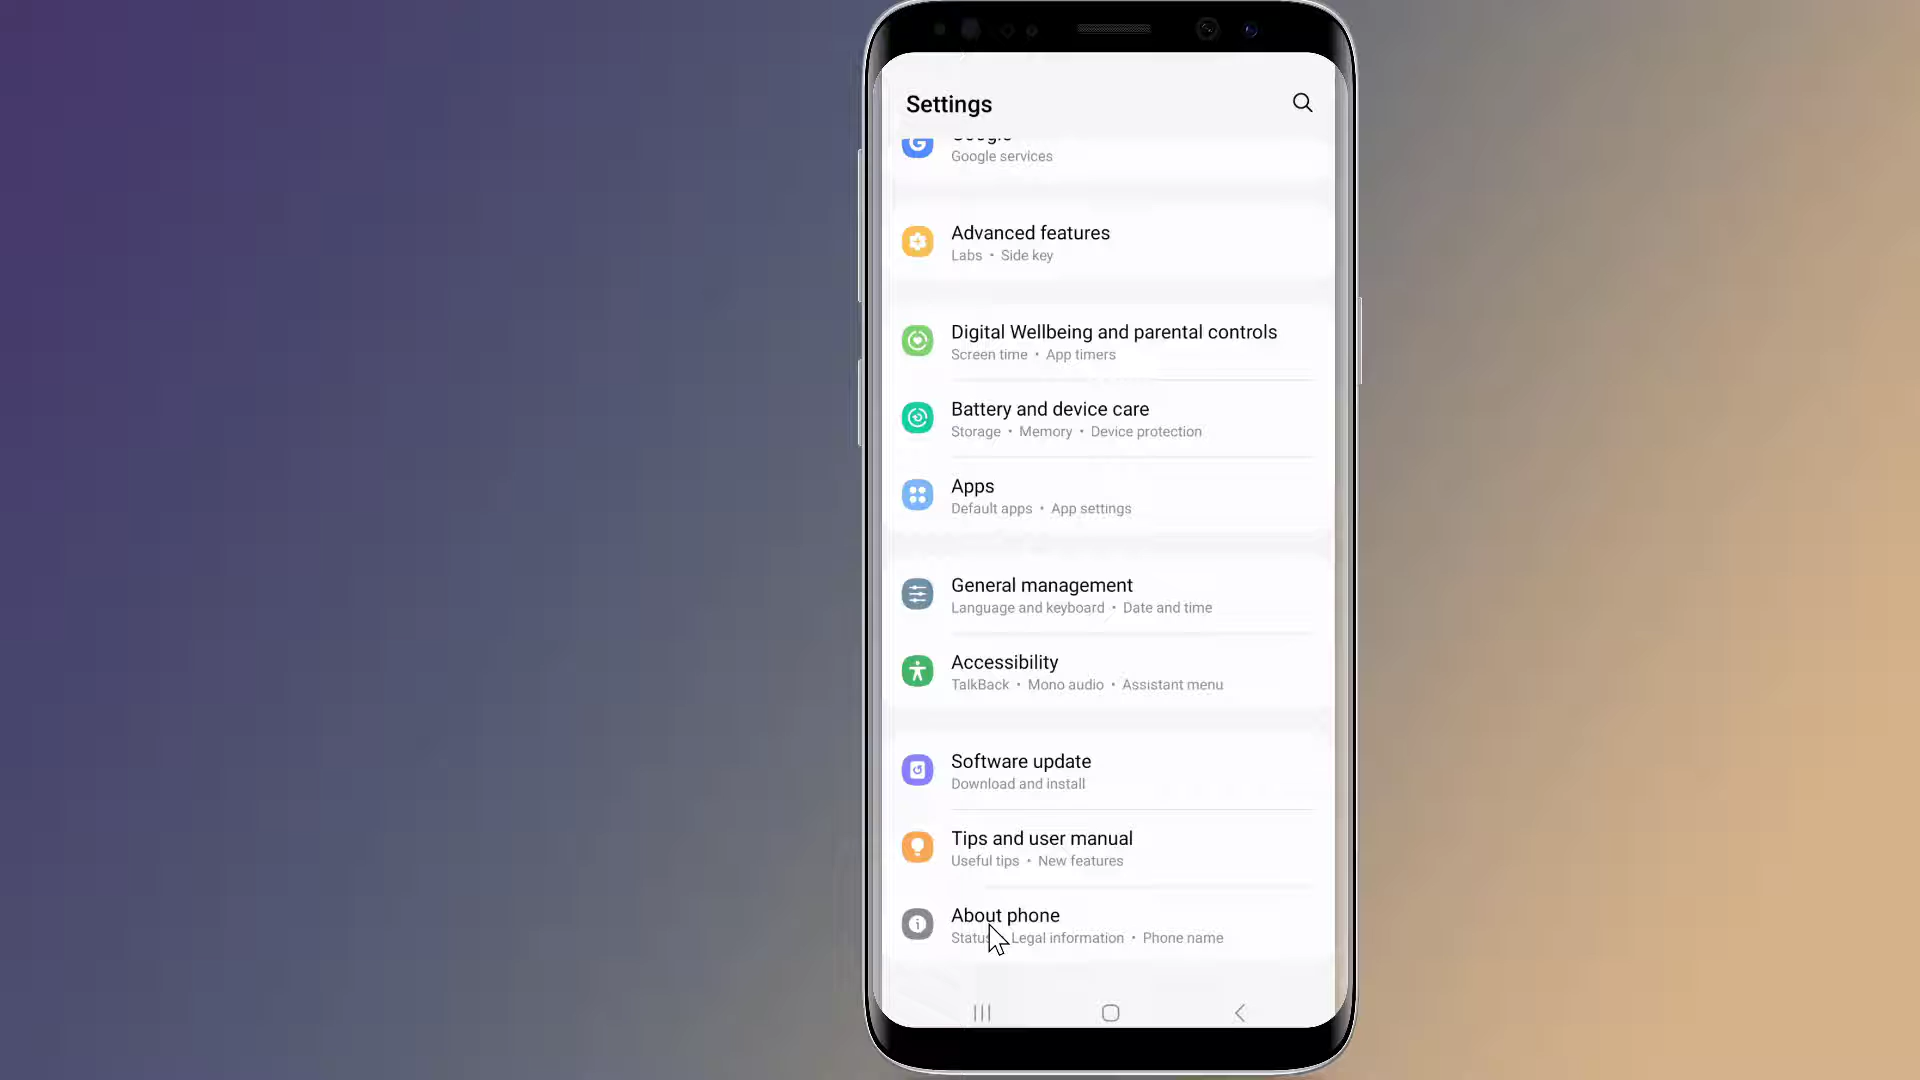 Settings
Google
Google services
Advanced features
Labs • Side key
Digital Wellbeing and parental controls
Screen time • App timers
Battery and device care
Storage • Memory • Device protection
Apps
Default apps • App settings
General management
Language and keyboard • Date and time
Accessibility
TalkBack • Mono audio • Assistant menu
Software update
Download and install
Tips and user manual
Useful tips • New features
About phone
Status • Legal information • Phone name